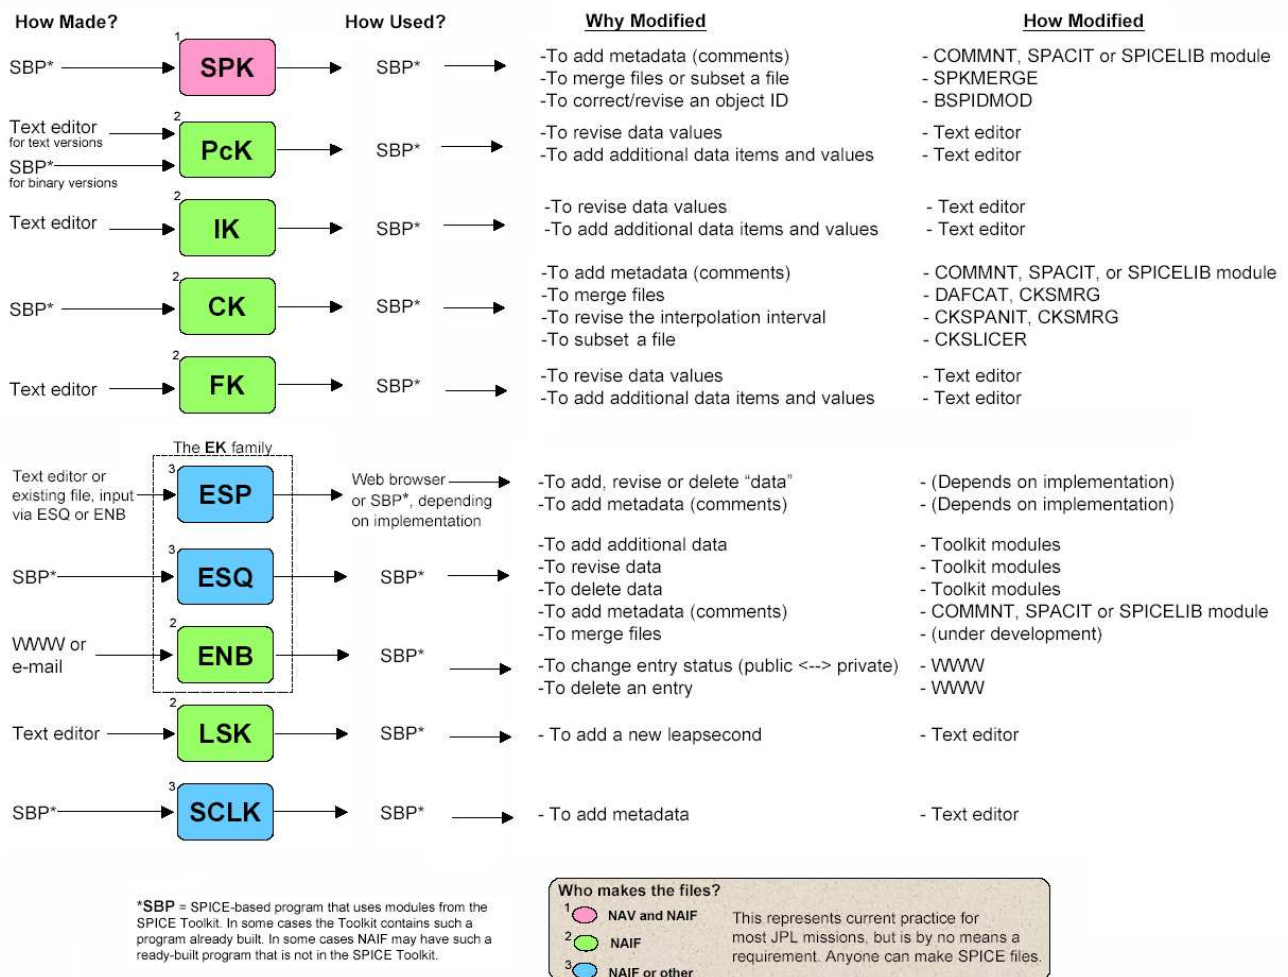 How Made?
How Used?
Why Modified
How Modified
SBP*
1
SPK
SBP*
-To add metadata (comments)
- COMMNT, SPACIT or SPICELIB module
-To merge files or subset a file
- SPKMERGE
-To correct/revise an object ID
- BSPIDMOD
Text editor
for text versions
SBP*
for binary versions
2
PcK
SBP*
-To revise data values
- Text editor
-To add additional data items and values
- Text editor
Text editor
2
IK
SBP*
-To revise data values
- Text editor
-To add additional data items and values
- Text editor
SBP*
2
CK
SBP*
-To add metadata (comments)
- COMMNT, SPACIT, or SPICELIB module
-To merge files
- DAFCAT, CKSMRG
-To revise the interpolation interval
- CKSPANIT, CKSMRG
-To subset a file
- CKSLICER
Text editor
2
FK
SBP*
-To revise data values
- Text editor
-To add additional data items and values
- Text editor
The EK family
Text editor or
existing file, input
via ESQ or ENB
3
ESP
Web browser
or SBP*, depending
on implementation
-To add, revise or delete “data”
- (Depends on implementation)
-To add metadata (comments)
- (Depends on implementation)
SBP*
3
ESQ
SBP*
-To add additional data
- Toolkit modules
-To revise data
- Toolkit modules
-To delete data
- Toolkit modules
-To add metadata (comments)
- COMMNT, SPACIT or SPICELIB module
-To merge files
- (under development)
WWW or
e-mail
2
ENB
SBP*
-To change entry status (public <--> private)
- WWW
-To delete an entry
- WWW
Text editor
2
LSK
SBP*
- To add a new leapsecond
- Text editor
SBP*
3
SCLK
SBP*
- To add metadata
- Text editor
*SBP = SPICE-based program that uses modules from the
SPICE Toolkit. In some cases the Toolkit contains such a
program already built. In some cases NAIF may have such a
ready-built program that is not in the SPICE Toolkit.
Who makes the files?
1
NAV and NAIF
2
NAIF
3
NAIF or other
This represents current practice for
most JPL missions, but is by no means a
requirement. Anyone can make SPICE files.